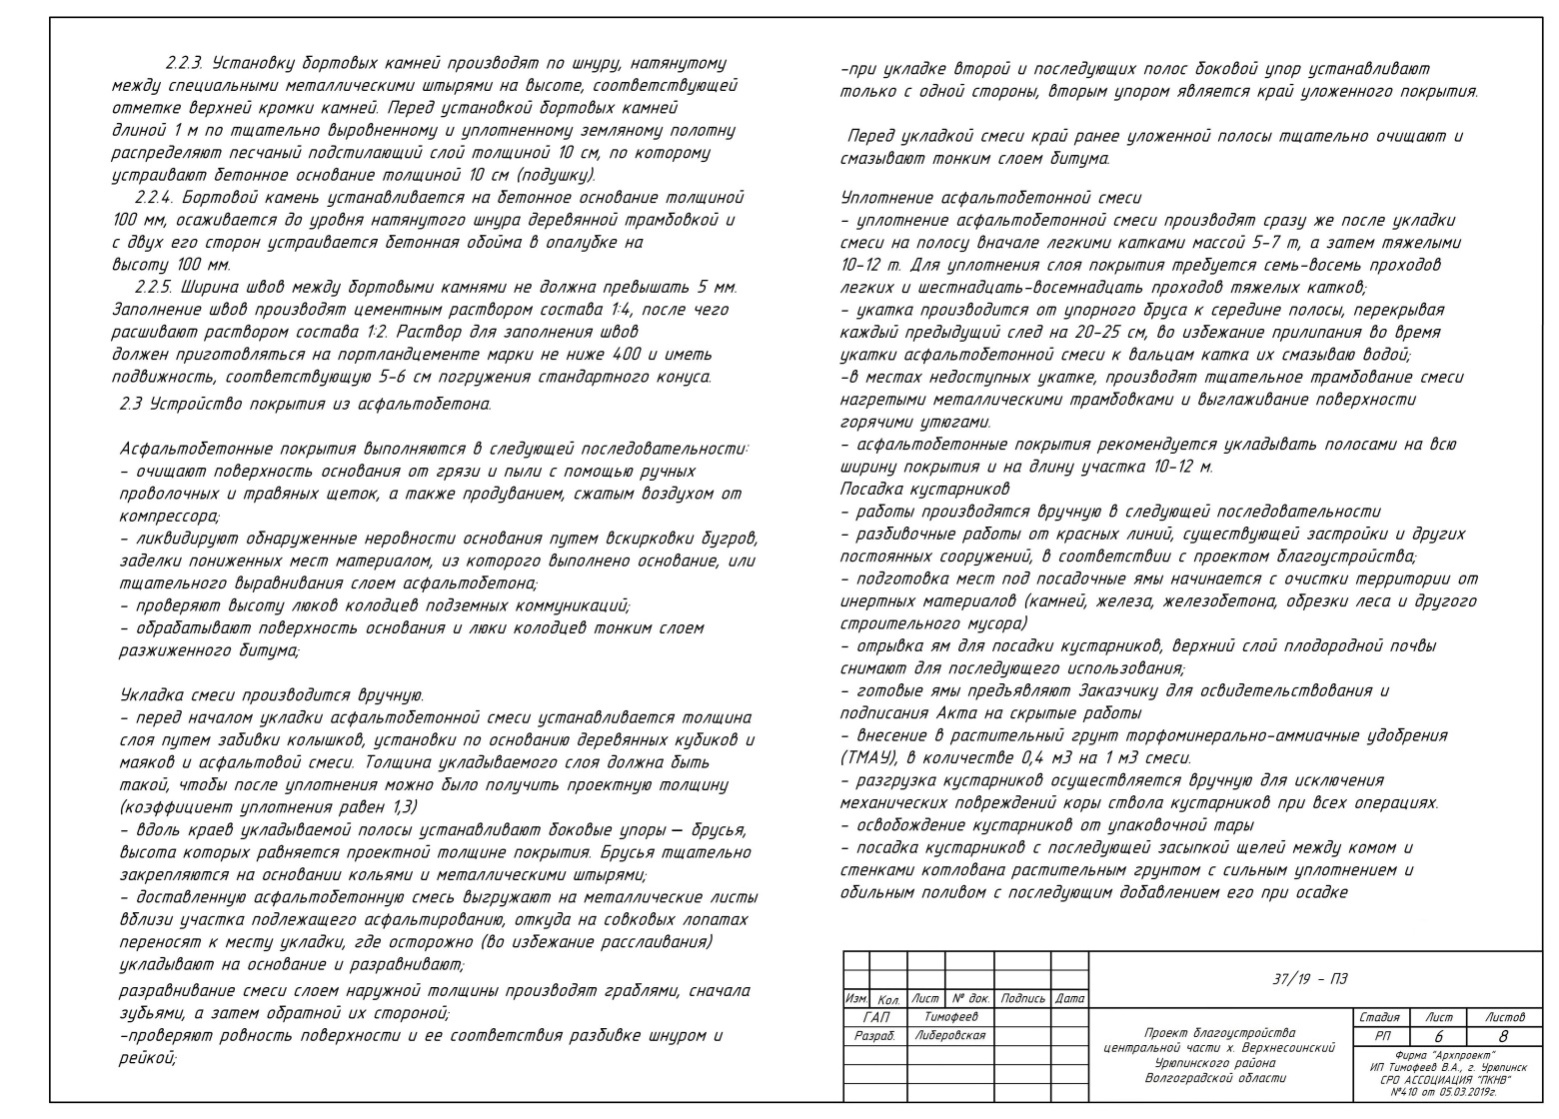 2.2.3. Установку бортовых камней производят по шнуру, натянутому
между специальными металлическими штырями на высоте, соответствующей
отметке верхней кромки камней. Перед установкой бортовых камней
длиной 1 м по тщательно выровненному и уплотненному земляному полотну
распределяют песчаный подстилающий слой толщиной 10 см, по которому
устраивают бетонное основание толщиной 10 см (подушку).
2.2.4. Бортовой камень устанавливается на бетонное основание толщиной
100 мм, осаживается до уровня натянутого шнура деревянной трамбовкой и
с двух его сторон устраивается бетонная обойма в опалубке на
высоту 100 мм.
2.2.5. Ширина швов между бортовыми камнями не должна превышать 5 мм.
Заполнение швов производят цементным раствором состава 1:4, после чего
расшивают раствором состава 1:2. Раствор для заполнения швов
должен приготовляться на портландцементе марки не ниже 400 и иметь
подвижность, соответствующую 5-6 см погружения стандартного конуса.
2.3 Устройство покрытия из асфальтобетона.
Асфальтобетонные покрытия выполняются в следующей последовательности:
- очищают поверхность основания от грязи и пыли с помощью ручных
проволочных и травяных щеток, а также продуванием, сжатым воздухом от
компрессора;
- ликвидируют обнаруженные неровности основания путем вскирковки бугров,
заделки пониженных мест материалом, из которого выполнено основание, или
тщательного выравнивания слоем асфальтобетона;
- проверяют высоту люков колодцев подземных коммуникаций;
- обрабатывают поверхность основания и люки колодцев тонким слоем
разжиженного битума;
Укладка смеси производится вручную.
- перед началом укладки асфальтобетонной смеси устанавливается толщина
слоя путем забивки колышков, установки по основанию деревянных кубиков и
маяков и асфальтовой смеси. Толщина укладываемого слоя должна быть
такой, чтобы после уплотнения можно было получить проектную толщину
(коэффициент уплотнения равен 1,3)
- вдоль краев укладываемой полосы устанавливают боковые упоры — брусья,
высота которых равняется проектной толщине покрытия. Брусья тщательно
закрепляются на основании кольями и металлическими штырями;
- доставленную асфальтобетонную смесь выгружают на металлические листы
вблизи участка подлежащего асфальтированию, откуда на совковых лопатах
переносят к месту укладки, где осторожно (во избежание расслаивания)
укладывают на основание и разравнивают;
разравнивание смеси слоем наружной толщины производят граблями, сначала
зубьями, а затем обратной их стороной;
-проверяют ровность поверхности и ее соответствия разбивке шнуром и
рейкой;
-при укладке второй и последующих полос боковой упор устанавливают
только с одной стороны, вторым упором является край уложенного покрытия.
Перед укладкой смеси край ранее уложенной полосы тщательно очищают и
смазывают тонким слоем битума.
Уплотнение асфальтобетонной смеси
- уплотнение асфальтобетонной смеси производят сразу же после укладки
смеси на полосу вначале легкими катками массой 5-7 т, а затем тяжелыми
10-12 т. Для уплотнения слоя покрытия требуется семь-восемь проходов
легких и шестнадцать-восемнадцать проходов тяжелых катков;
- укатка производится от упорного бруса к середине полосы, перекрывая
каждый предыдущий след на 20-25 см, во избежание прилипания во время
укатки асфальтобетонной смеси к вальцам катка их смазываю водой;
-в местах недоступных укатке, производят тщательное трамбование смеси
нагретыми металлическими трамбовками и выглаживание поверхности
горячими утюгами.
- асфальтобетонные покрытия рекомендуется укладывать полосами на всю
ширину покрытия и на длину участка 10-12 м.
Посадка кустарников
- работы производятся вручную в следующей последовательности
- разбивочные работы от красных линий, существующей застройки и других
постоянных сооружений, в соответствии с проектом благоустройства;
- подготовка мест под посадочные ямы начинается с очистки территории от
инертных материалов (камней, железа, железобетона, обрезки леса и другого
строительного мусора)
- отрывка ям для посадки кустарников, верхний слой плодородной почвы
снимают для последующего использования;
- готовые ямы предьявляют Заказчику для освидетельствования и
подписания Акта на скрытые работы
- внесение в растительный грунт торфоминерально-аммиачные удобрения
(ТМАУ), в количестве 0,4 м3 на 1 м3 смеси.
- разгрузка кустарников осуществляется вручную для исключения
механических повреждений коры ствола кустарников при всех операциях.
- освобождение кустарников от упаковочной тары
- посадка кустарников с последующей засыпкой щелей между комом и
стенками котлована растительным грунтом с сильным уплотнением и
обильным поливом с последующим добавлением его при осадке
37/19 - ПЗ
Изм. Кол. Лист № док. Подпись Дата
ГАП Тимофеев
Разраб. Либеровская
Проект благоустройства
центральной части х. Верхнесоинский
Урюпинского района
Волгоградской области
Стадия Лист Листов
РП 6 8
Фирма "Архпроект"
ИП Тимофеев В.А., г. Урюпинск
СРО АССОЦИАЦИЯ "ПКНВ"
№410 от 05.03.2019г.